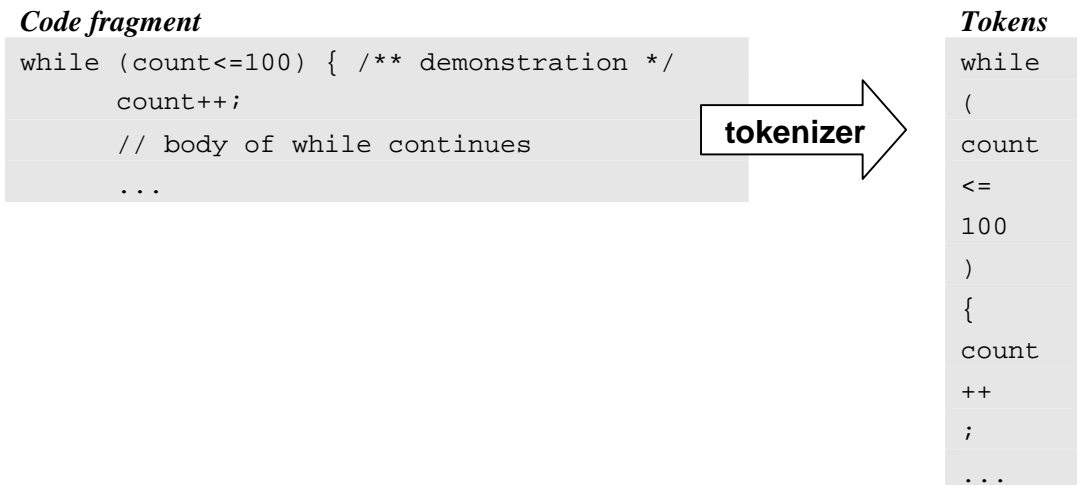 Code fragment
while (count<=100) { /** demonstration */
count++;
// body of while continues
...
tokenizer
Tokens
while
(
count
<=
100
)
{
count
++
;
...